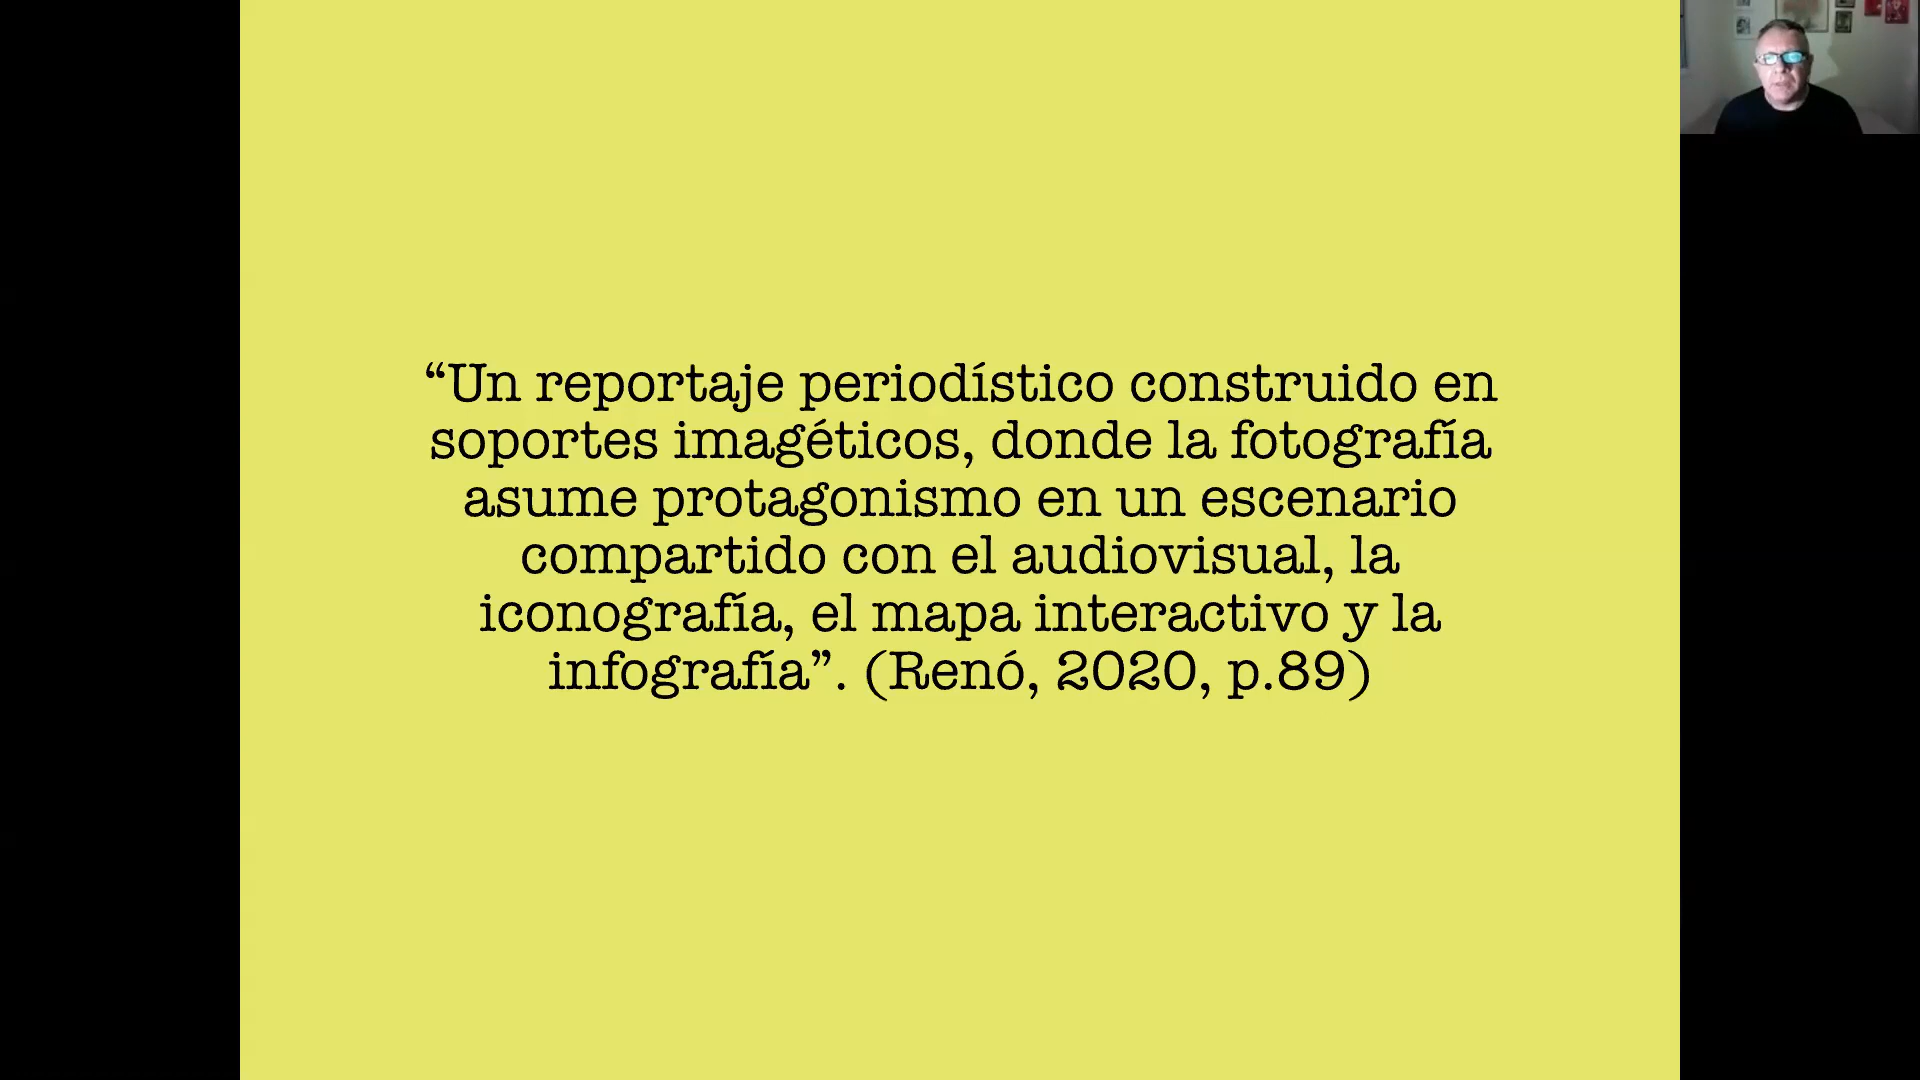 “Un reportaje periodístico construido en
soportes imagéticos, donde la fotografía
asume protagonismo en un escenario
compartido con el audiovisual, la
iconografía, el mapa interactivo y la
infografía”. (Renó, 2020, p.89)